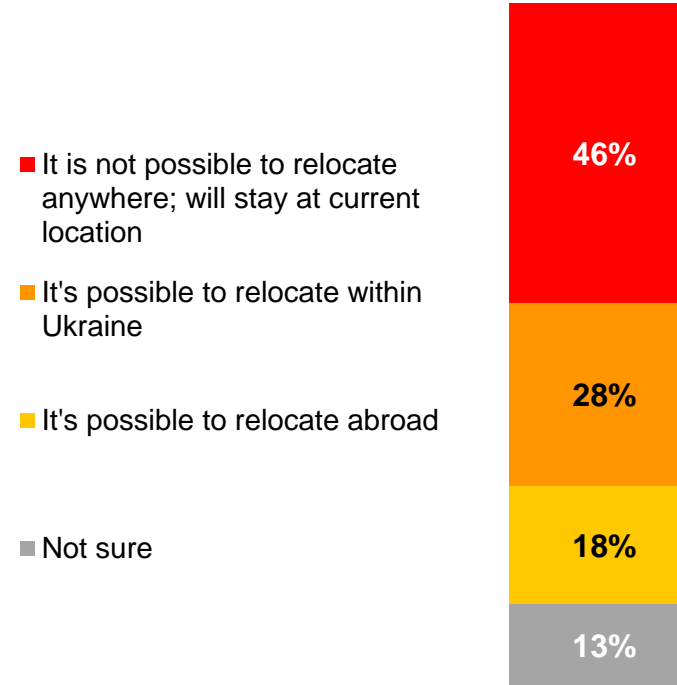 46%
It is not possible to relocate
anywhere; will stay at current
location
It's possible to relocate within
Ukraine
28%
It's possible to relocate abroad
18%
Not sure
13%